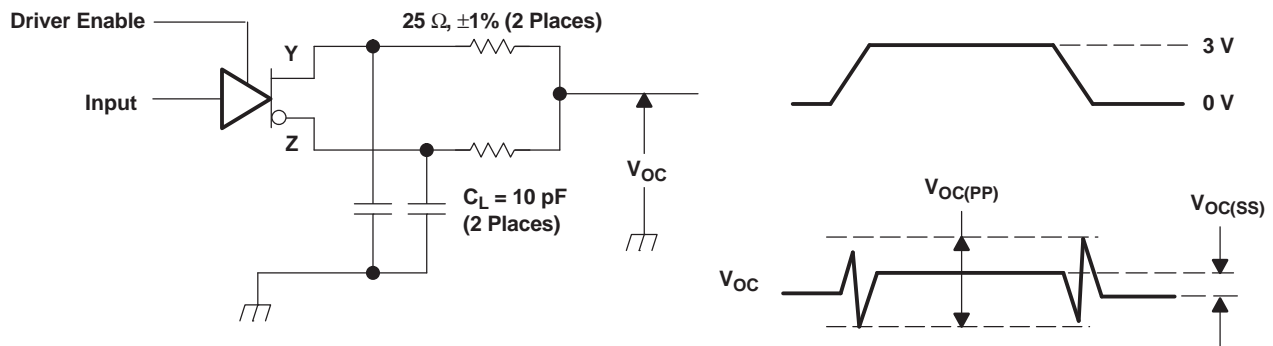 Driver Enable
25 Ω, ±1% (2 Places)
Y
Input
Z
V_OC
C_L = 10 pF
(2 Places)
3 V
0 V
V_OC(PP)
V_OC(SS)
V_OC